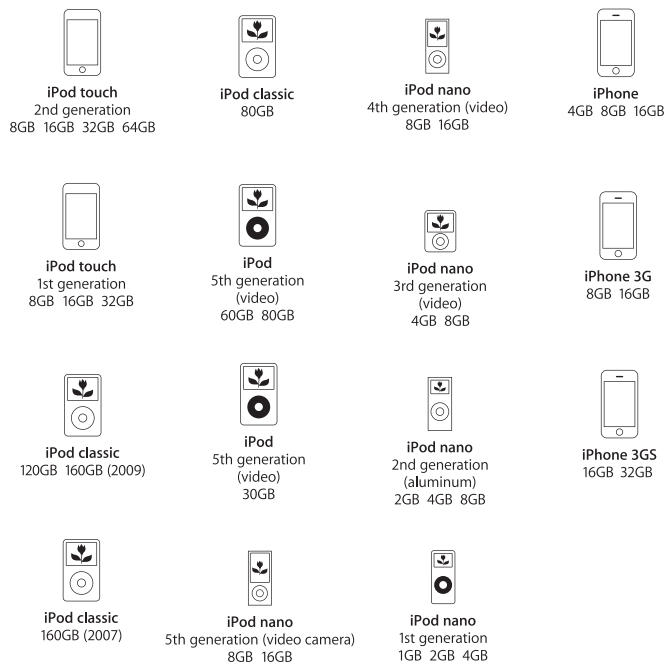 iPod touch
2nd generation
8GB 16GB 32GB 64GB
iPod classic
80GB
iPod nano
4th generation (video)
8GB 16GB
iPhone
4GB 8GB 16GB
iPod touch
1st generation
8GB 16GB 32GB
iPod
5th generation
(video)
60GB 80GB
iPod nano
3rd generation
(video)
4GB 8GB
iPhone 3G
8GB 16GB
iPod classic
120GB 160GB (2009)
iPod
5th generation
(video)
30GB
iPod nano
2nd generation
(aluminum)
2GB 4GB 8GB
iPhone 3GS
16GB 32GB
iPod classic
160GB (2007)
iPod nano
5th generation (video camera)
8GB 16GB
iPod nano
1st generation
1GB 2GB 4GB